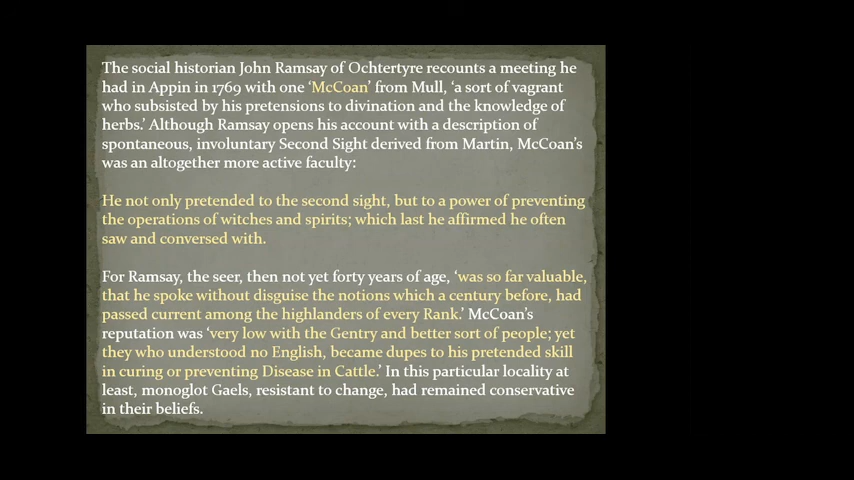 The social historian John Ramsay of Ochtertyre recounts a meeting he
had in Appin in 1769 with one ‘McCoan’ from Mull, ‘a sort of vagrant
who subsisted by his pretensions to divination and the knowledge of
herbs.’ Although Ramsay opens his account with a description of
spontaneous, involuntary Second Sight derived from Martin, McCoan’s
was an altogether more active faculty:
He not only pretended to the second sight, but to a power of preventing
the operations of witches and spirits; which last he affirmed he often
saw and conversed with.
For Ramsay, the seer, then not yet forty years of age, ‘was so far valuable,
that he spoke without disguise the notions which a century before, had
passed current among the highlanders of every Rank.’ McCoan’s
reputation was ‘very low with the Gentry and better sort of people; yet
they who understood no English, became dupes to his pretended skill
in curing or preventing Disease in Cattle.’ In this particular locality at
least, monoglot Gaels, resistant to change, had remained conservative
in their beliefs.